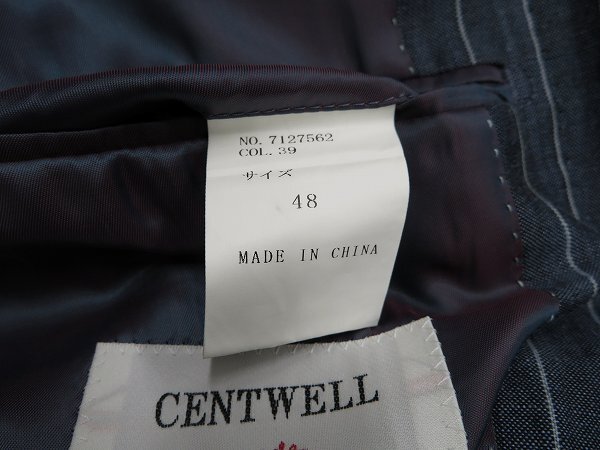 NO. 7127562
COL. 39
サイズ
48
MADE IN CHINA
CENTWELL